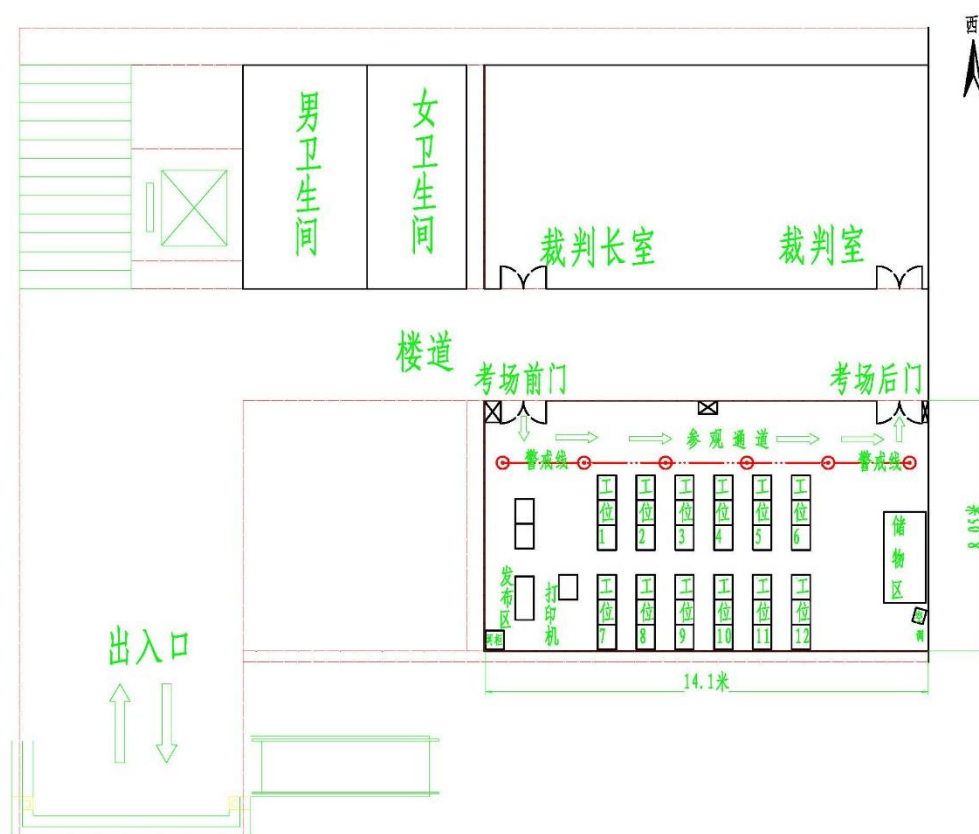 西
男卫生间
女卫生间
裁判长室
裁判室
楼道
考场前门
考场后门
参观通道
警戒线
警戒线
工位1
工位2
工位3
工位4
工位5
工位6
储物区
发布区
打印机
工位7
工位8
工位9
工位10
工位11
工位12
出入口
14.1米
8.05米